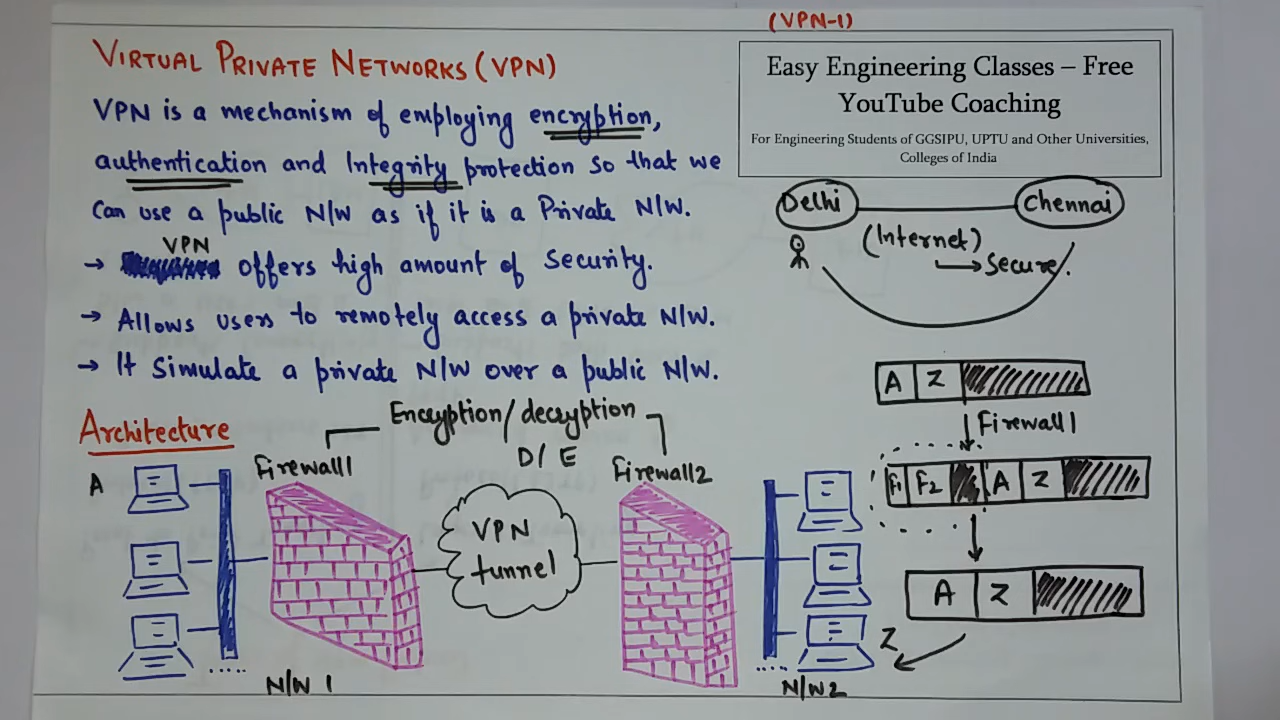 (VPN-1)
VIRTUAL PRIVATE NETWORKS (VPN)
VPN is a mechanism of employing encryption,
authentication and Integrity protection so that we
can use a public N/W as if it is a Private N/W.
VPN
→ offers high amount of Security.
→ Allows users to remotely access a private N/W.
→ It Simulate a private N/W over a public N/W.
Easy Engineering Classes – Free
YouTube Coaching
For Engineering Students of GGSIPU, UPTU and Other Universities,
Colleges of India
Delhi
Chennai
(Internet)
→ Secure.
A Z
Firewall1
F1 F2 A Z
A Z
Z
Architecture
Encryption/decryption
D/E
Firewall1
Firewall2
A
VPN
tunnel
N/W 1
N/W2